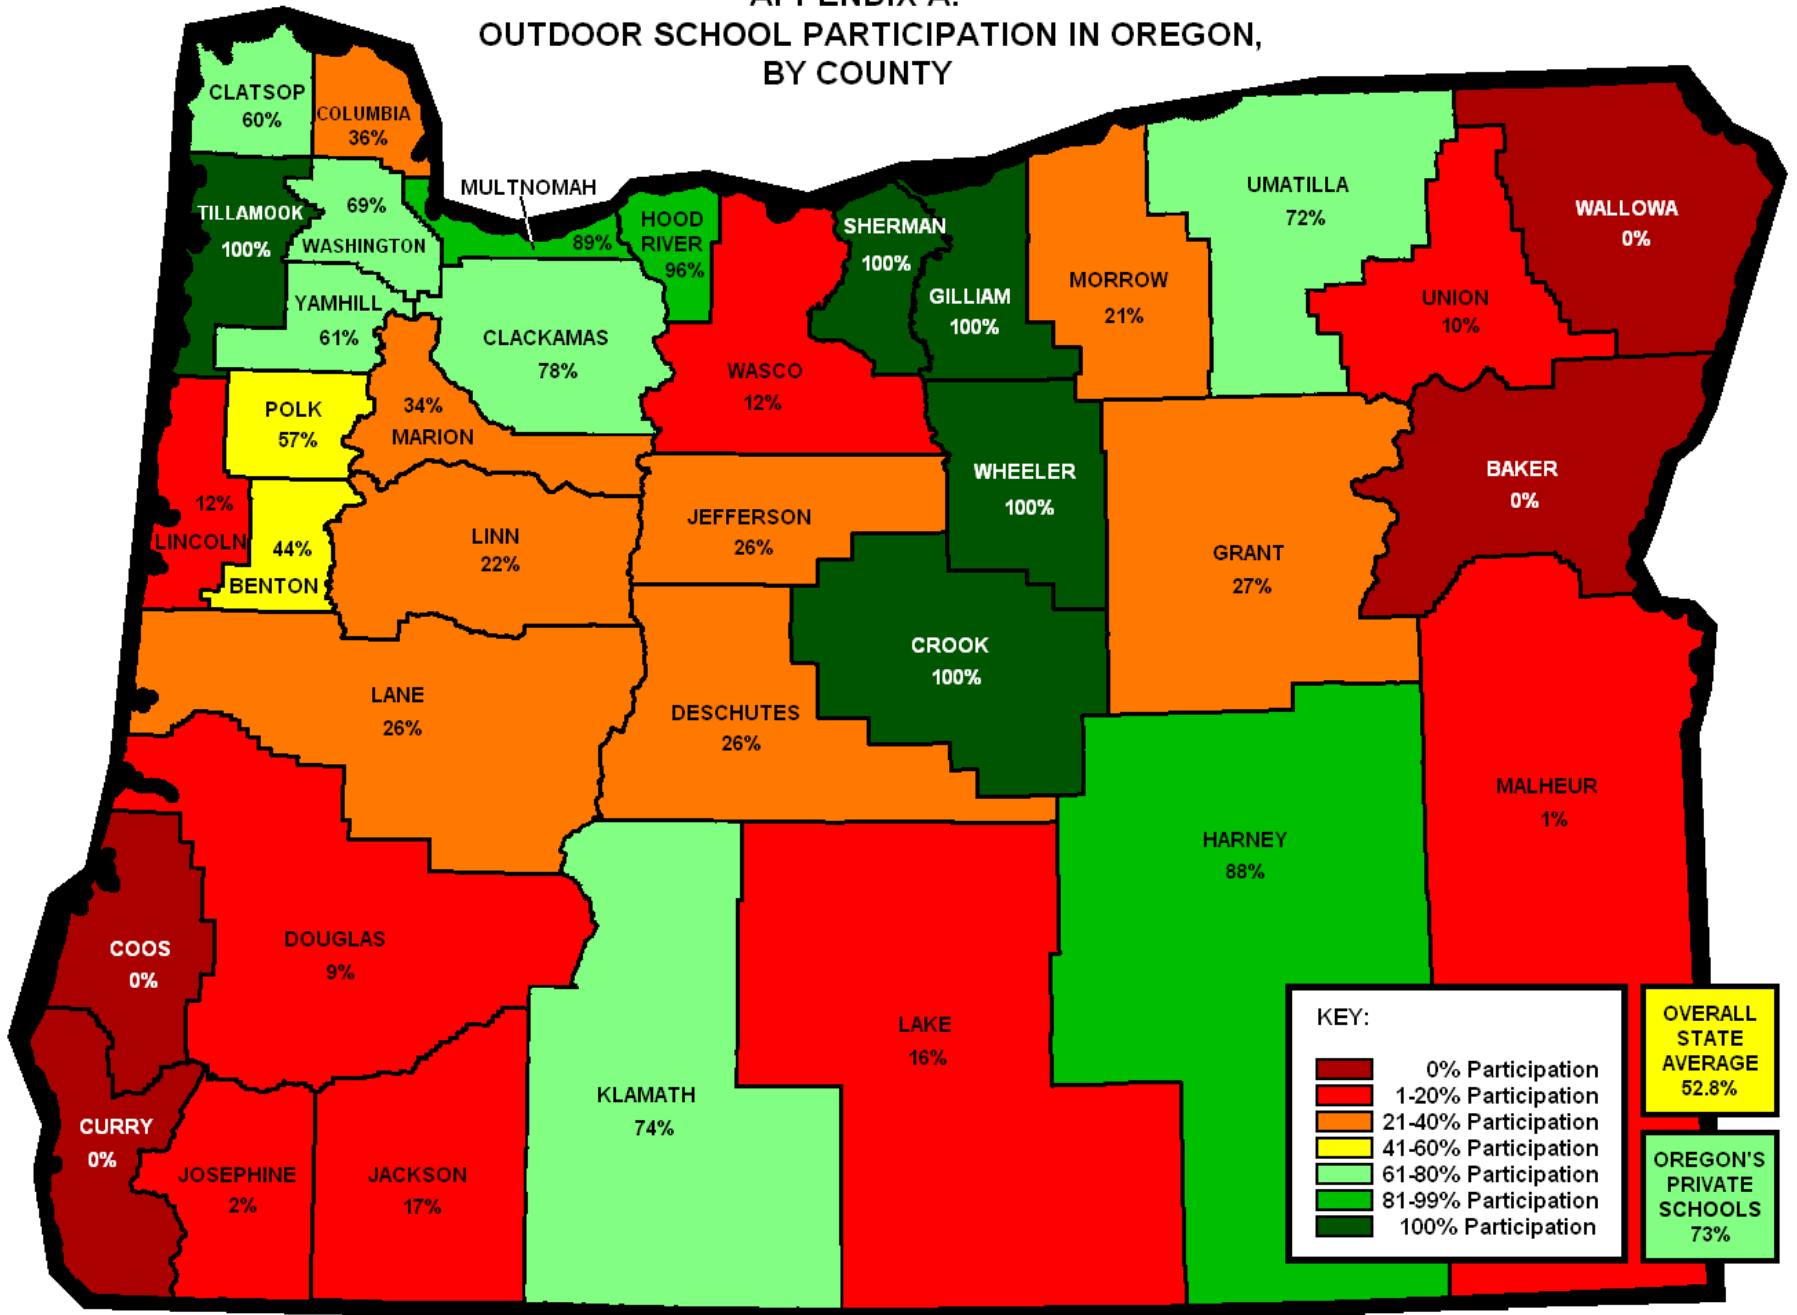 APPENDIX A:
OUTDOOR SCHOOL PARTICIPATION IN OREGON,
BY COUNTY
CLATSOP
60%
COLUMBIA
36%
TILLAMOOK
100%
69%
WASHINGTON
MULTNOMAH
89%
HOOD
RIVER
96%
SHERMAN
100%
GILLIAM
100%
MORROW
21%
UMATILLA
72%
UNION
10%
WALLOWA
0%
YAMHILL
61%
CLACKAMAS
78%
WASCO
12%
POLK
57%
34%
MARION
12%
LINCOLN
44%
BENTON
LINN
22%
JEFFERSON
26%
WHEELER
100%
GRANT
27%
BAKER
0%
LANE
26%
DESCHUTES
26%
CROOK
100%
MALHEUR
1%
HARNEY
88%
COOS
0%
DOUGLAS
9%
LAKE
16%
KLAMATH
74%
CURRY
0%
JOSEPHINE
2%
JACKSON
17%
KEY:
0% Participation
1-20% Participation
21-40% Participation
41-60% Participation
61-80% Participation
81-99% Participation
100% Participation
OVERALL
STATE
AVERAGE
52.8%
OREGON'S
PRIVATE
SCHOOLS
73%